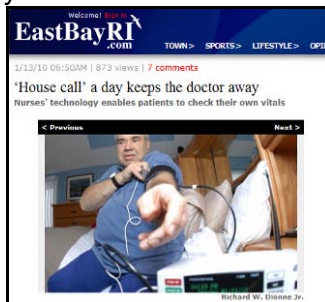 y
Welcome! Sign In
EastBayRI
.com
TOWN> SPORTS> LIFESTYLE> OPI
1/13/10 06:50AM | 873 views | 7 comments
‘House call’ a day keeps the doctor away
Nurses’ technology enables patients to check their own vitals
< Previous Next >
Richard W. Dionne Jr.